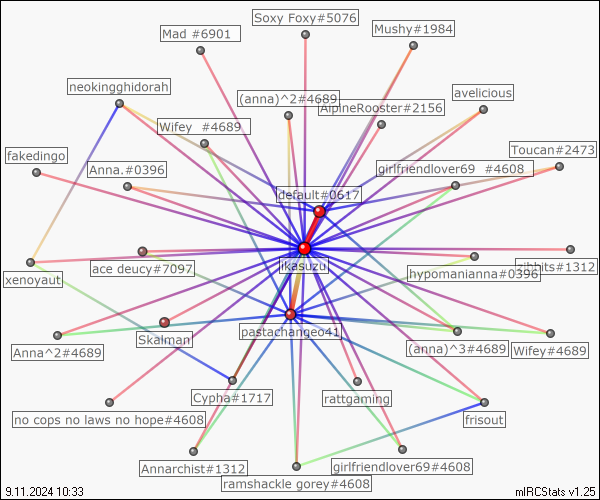 Soxy Foxy#5076
Mad #6901
Mushy#1984
neokingghidorah
(anna)^2#4689
AlpineRooster#2156
avelicious
Wifey #4689
fakedingo
Anna.#0396
girlfriendlover69 #4608
Toucan#2473
default#0617
ikasuzu
xenoyaut
ace deucy#7097
hypomanianna#0396
zibbits#1312
pastachange041
Anna^2#4689
Skaliman
(anna)^3#4689
Wifey#4689
Cypha#1717
rattgaming
no cops no laws no hope#4608
frisout
Annarchist#1312
girlfriendlover69#4608
ramshackle gorey#4608
9.11.2024 10:33
mIRCStats v1.25